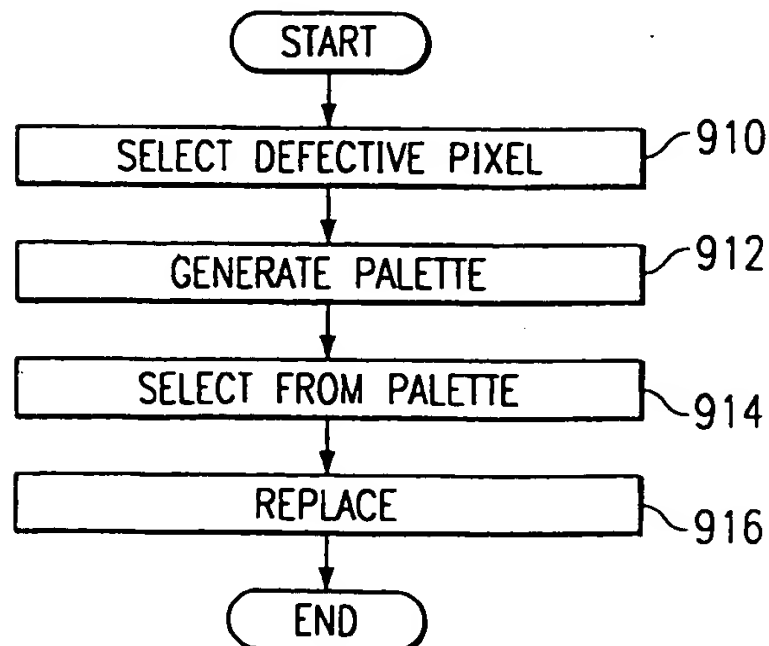 START
SELECT DEFECTIVE PIXEL 910
GENERATE PALETTE 912
SELECT FROM PALETTE 914
REPLACE 916
END